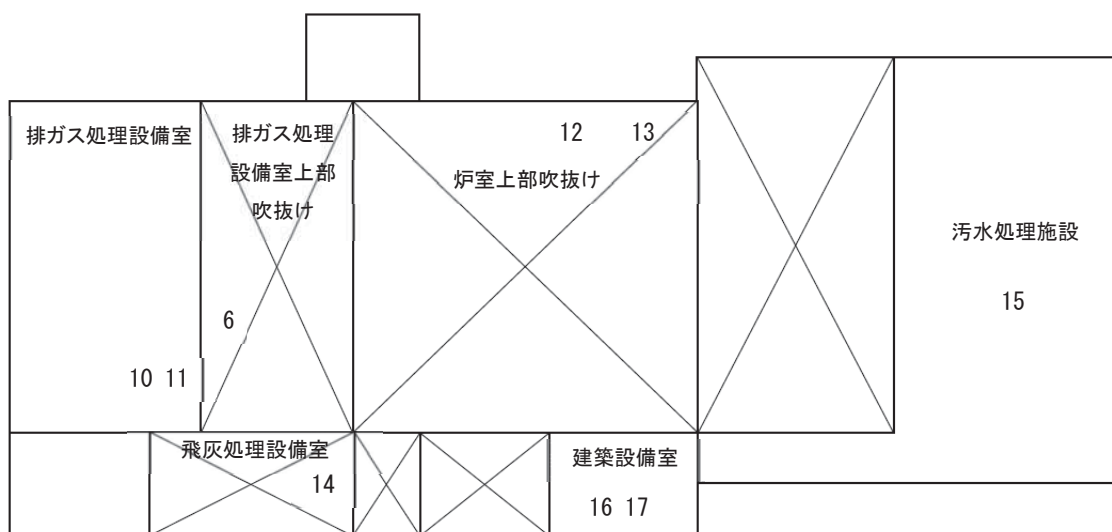 排ガス処理設備室
排ガス処理
設備室上部
吹抜け
12 13
炉室上部吹抜け
汚水処理施設
15
6
10 11
飛灰処理設備室
14
建築設備室
16 17